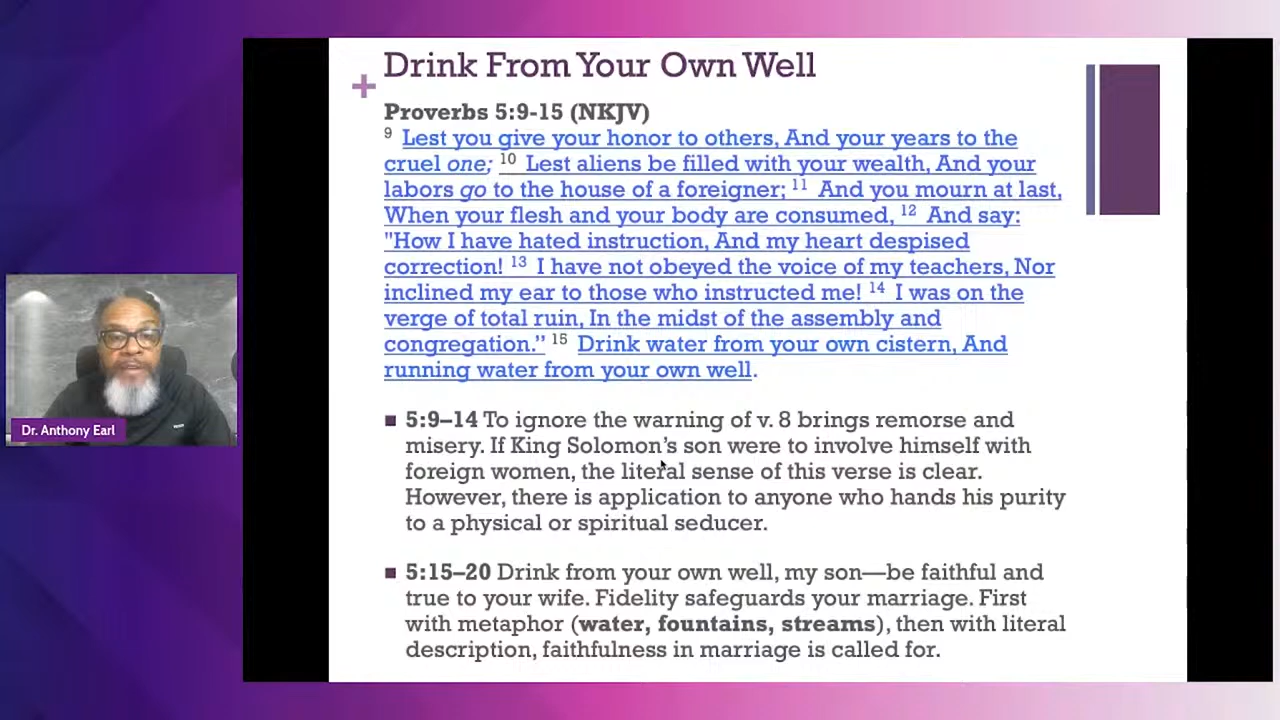 Drink From Your Own Well
+
Proverbs 5:9-15 (NKJV)
9 Lest you give your honor to others, And your years to the
cruel one; 10 Lest aliens be filled with your wealth, And your
labors go to the house of a foreigner; 11 And you mourn at last,
When your flesh and your body are consumed, 12 And say:
"How I have hated instruction, And my heart despised
correction! 13 I have not obeyed the voice of my teachers, Nor
inclined my ear to those who instructed me! 14 I was on the
verge of total ruin, In the midst of the assembly and
congregation.” 15 Drink water from your own cistern, And
running water from your own well.
■ 5:9–14 To ignore the warning of v. 8 brings remorse and
misery. If King Solomon’s son were to involve himself with
foreign women, the literal sense of this verse is clear.
However, there is application to anyone who hands his purity
to a physical or spiritual seducer.
■ 5:15–20 Drink from your own well, my son—be faithful and
true to your wife. Fidelity safeguards your marriage. First
with metaphor (water, fountains, streams), then with literal
description, faithfulness in marriage is called for.
Dr. Anthony Earl